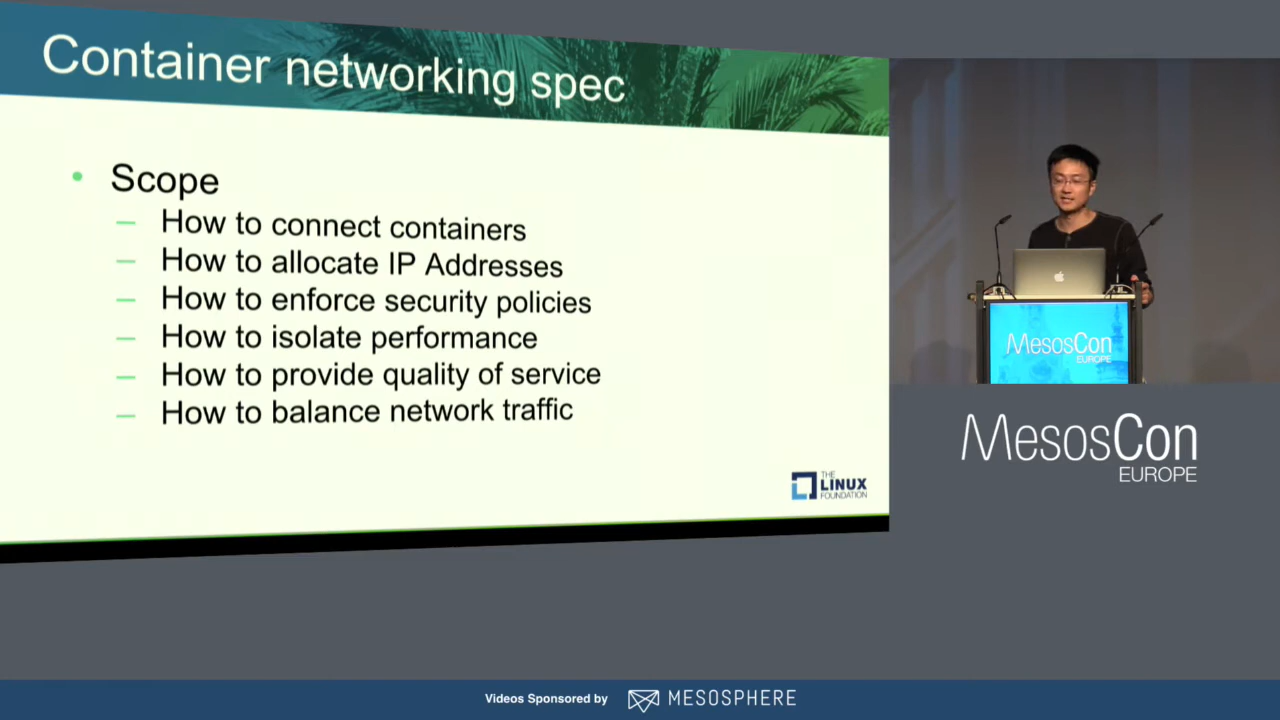 Container networking spec
• Scope
– How to connect containers
– How to allocate IP Addresses
– How to enforce security policies
– How to isolate performance
– How to provide quality of service
– How to balance network traffic
THE
LINUX
FOUNDATION
MesosCon
EUROPE
MesosCon
EUROPE
Videos Sponsored by MESOSPHERE